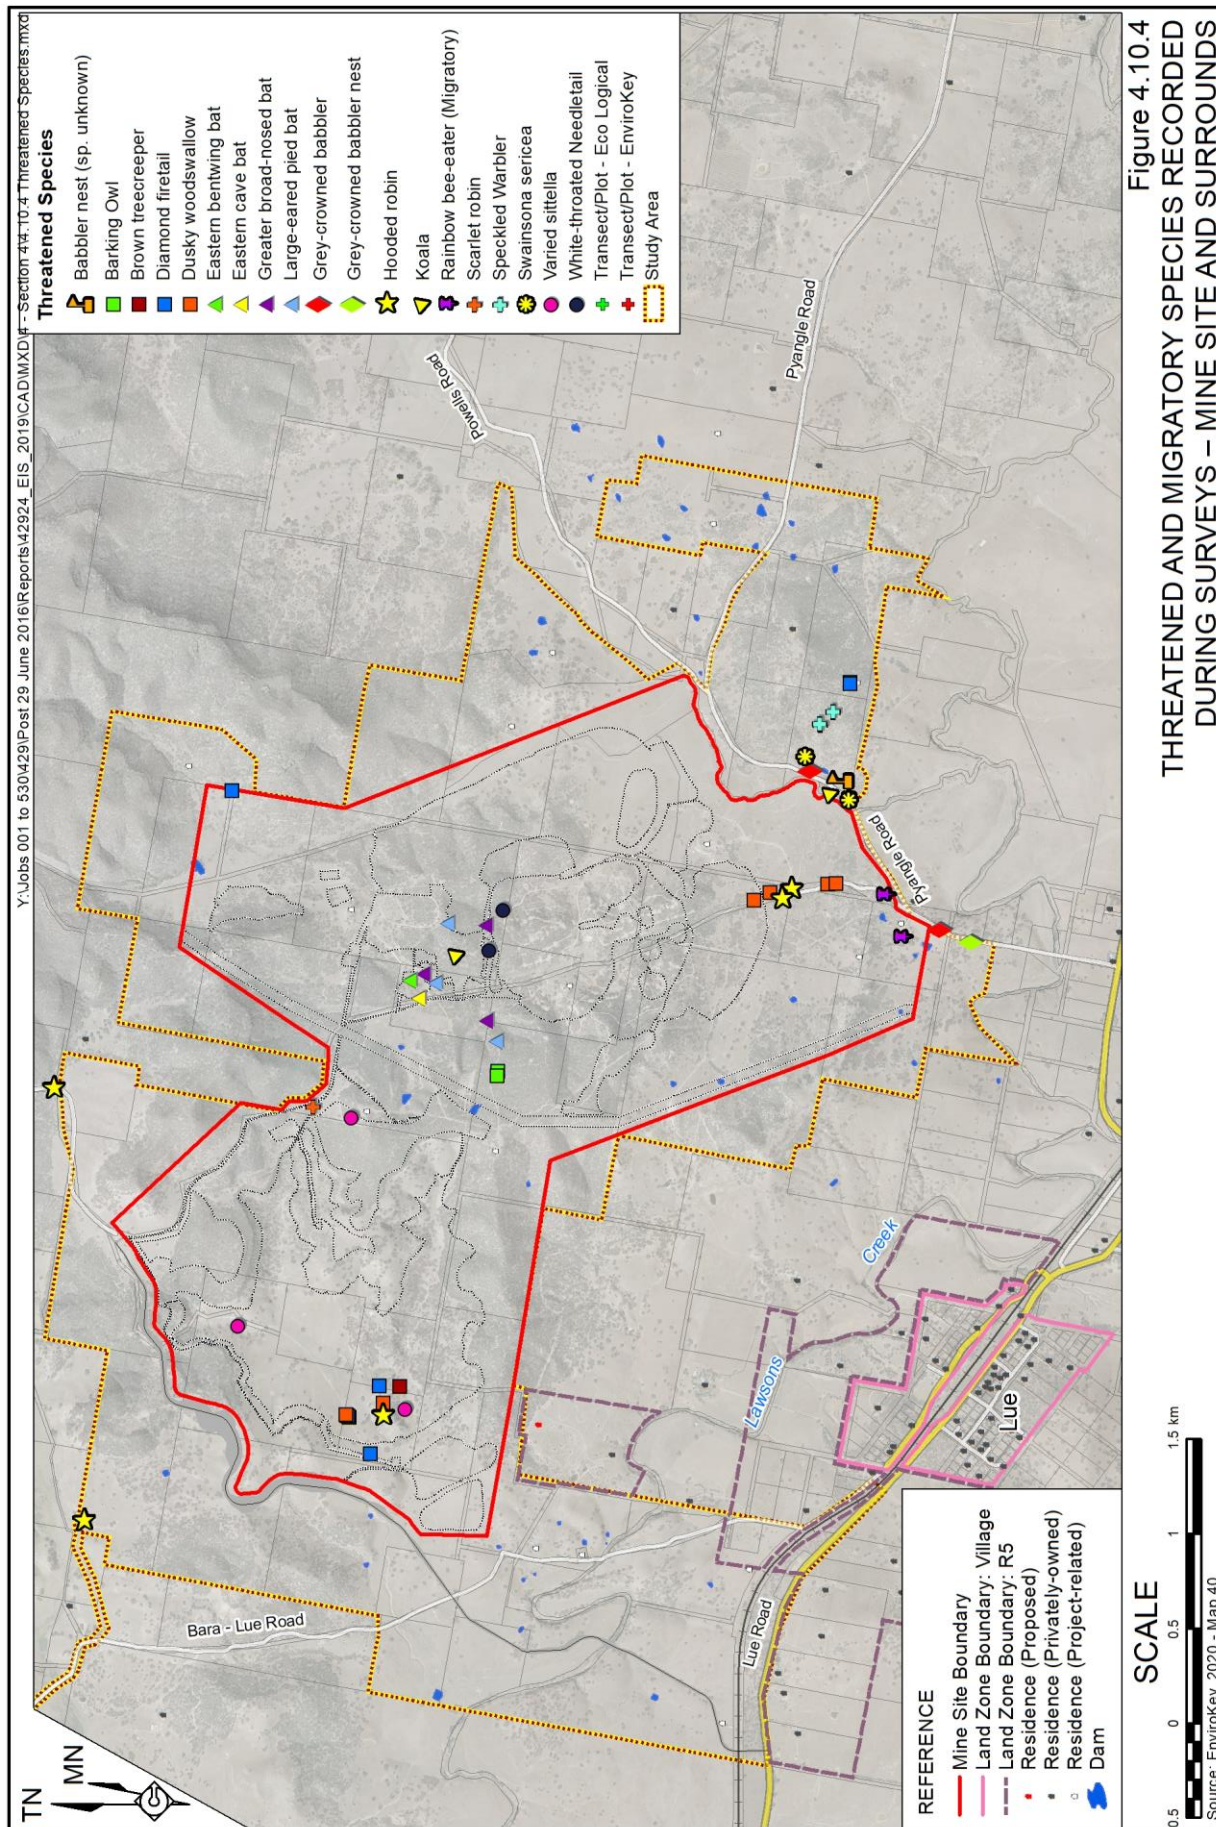 Y:\Jobs 001 to 530\429\Post 29 June 2016\Reports\42924_EIS_2019\CAD\MXD\4 - Section 4\4.10.4 Threatened Species.mxd
TN
MN
Threatened Species
Babbler nest (sp. unknown)
Barking Owl
Brown treecreeper
Diamond firetail
Dusky woodswallow
Eastern bentwing bat
Eastern cave bat
Greater broad-nosed bat
Large-eared pied bat
Grey-crowned babbler
Grey-crowned babbler nest
Hooded robin
Koala
Rainbow bee-eater (Migratory)
Scarlet robin
Speckled Warbler
Swainsona sericea
Varied sittella
White-throated Needletail
Transect/Plot - Eco Logical
Transect/Plot - EnviroKey
Study Area
Bara - Lue Road
Powells Road
Pyangle Road
Pyangle Road
Lue Road
Lawsons
Creek
Lue
REFERENCE
Mine Site Boundary
Land Zone Boundary: Village
Land Zone Boundary: R5
Residence (Proposed)
Residence (Privately-owned)
Residence (Project-related)
Dam
SCALE
0.5 0 0.5 1 1.5 km
Source: EnviroKey, 2020 - Map 40
Figure 4.10.4
THREATENED AND MIGRATORY SPECIES RECORDED
DURING SURVEYS – MINE SITE AND SURROUNDS